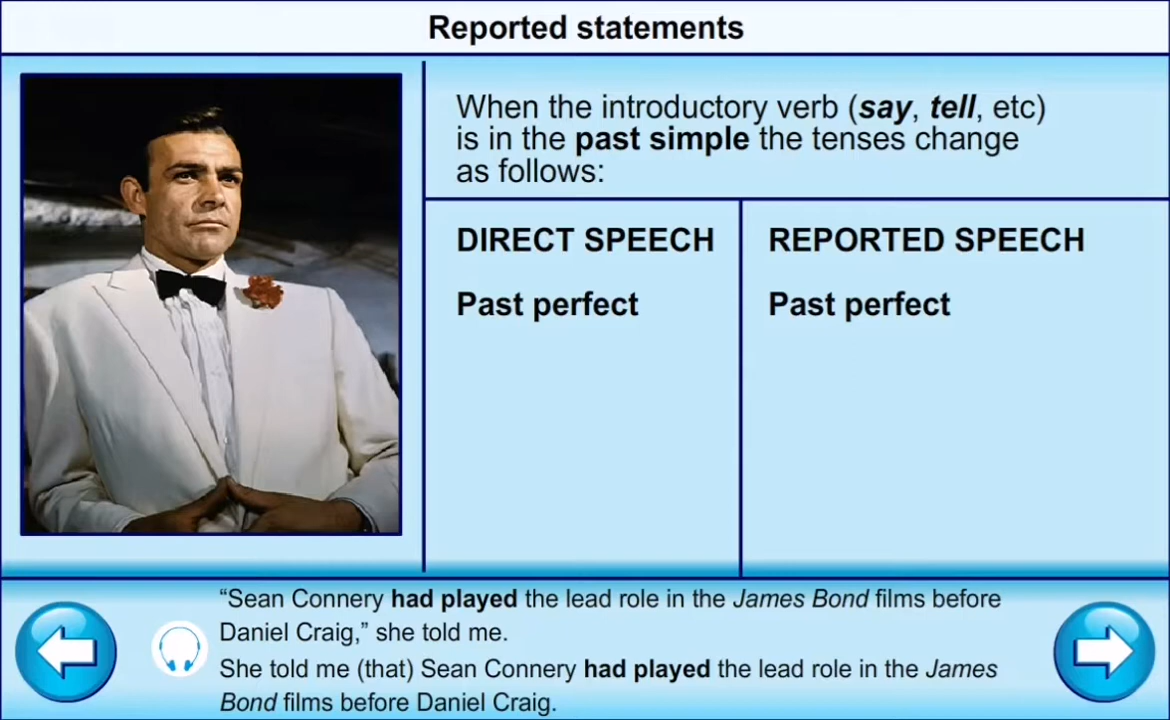 Reported statements
When the introductory verb (say, tell, etc)
is in the past simple the tenses change
as follows:
DIRECT SPEECH
Past perfect
REPORTED SPEECH
Past perfect
“Sean Connery had played the lead role in the James Bond films before
Daniel Craig,” she told me.
She told me (that) Sean Connery had played the lead role in the James
Bond films before Daniel Craig.